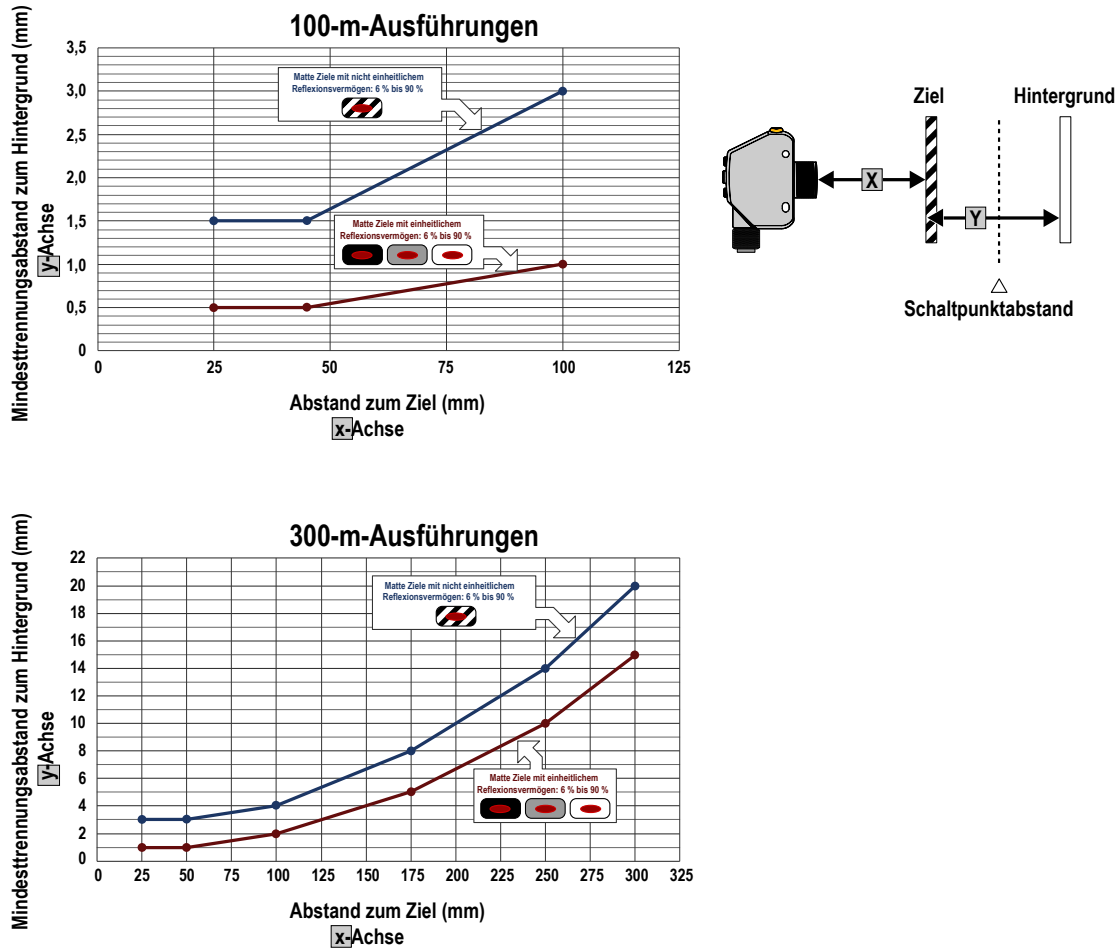 100-m-Ausführungen
Mindesttrennungsabstand zum Hintergrund (mm)
y-Achse
3,5
3,0
2,5
2,0
1,5
1,0
0,5
0
Matte Ziele mit nicht einheitlichem
Reflexionsvermögen: 6 % bis 90 %
Matte Ziele mit einheitlichem
Reflexionsvermögen: 6 % bis 90 %
0 25 50 75 100 125
Abstand zum Ziel (mm)
x-Achse
Ziel Hintergrund
X
Y
Schaltpunktabstand
300-m-Ausführungen
Mindesttrennungsabstand zum Hintergrund (mm)
y-Achse
22
20
18
16
14
12
10
8
6
4
2
0
Matte Ziele mit nicht einheitlichem
Reflexionsvermögen: 6 % bis 90 %
Matte Ziele mit einheitlichem
Reflexionsvermögen: 6 % bis 90 %
0 25 50 75 100 125 150 175 200 225 250 275 300 325
Abstand zum Ziel (mm)
x-Achse